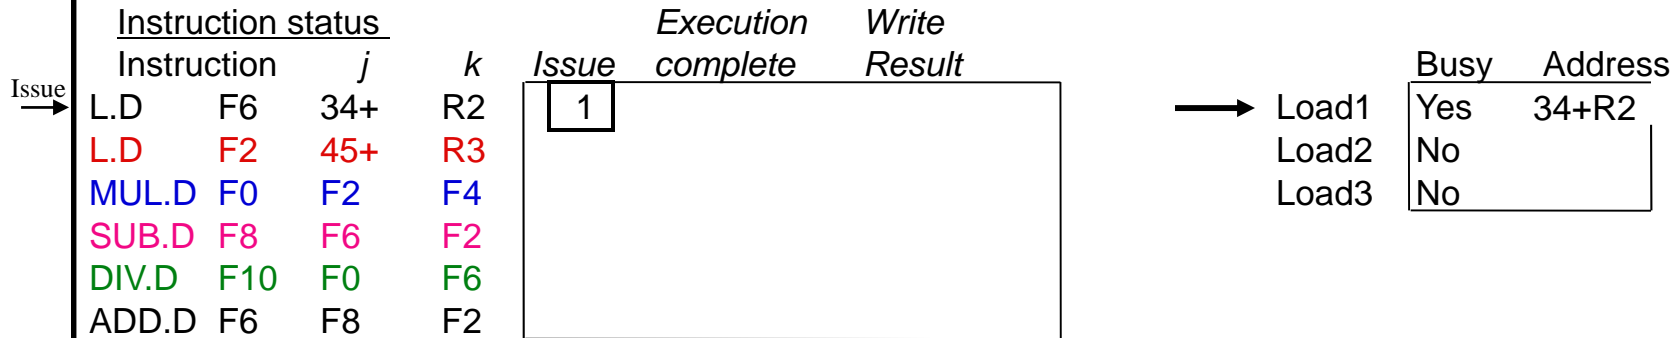 Instruction status Execution Write
Instruction j k Issue complete Result Busy Address
Issue
L.D F6 34+ R2 1 Load1 Yes 34+R2
L.D F2 45+ R3 Load2 No
MUL.D F0 F2 F4 Load3 No
SUB.D F8 F6 F2
DIV.D F10 F0 F6
ADD.D F6 F8 F2